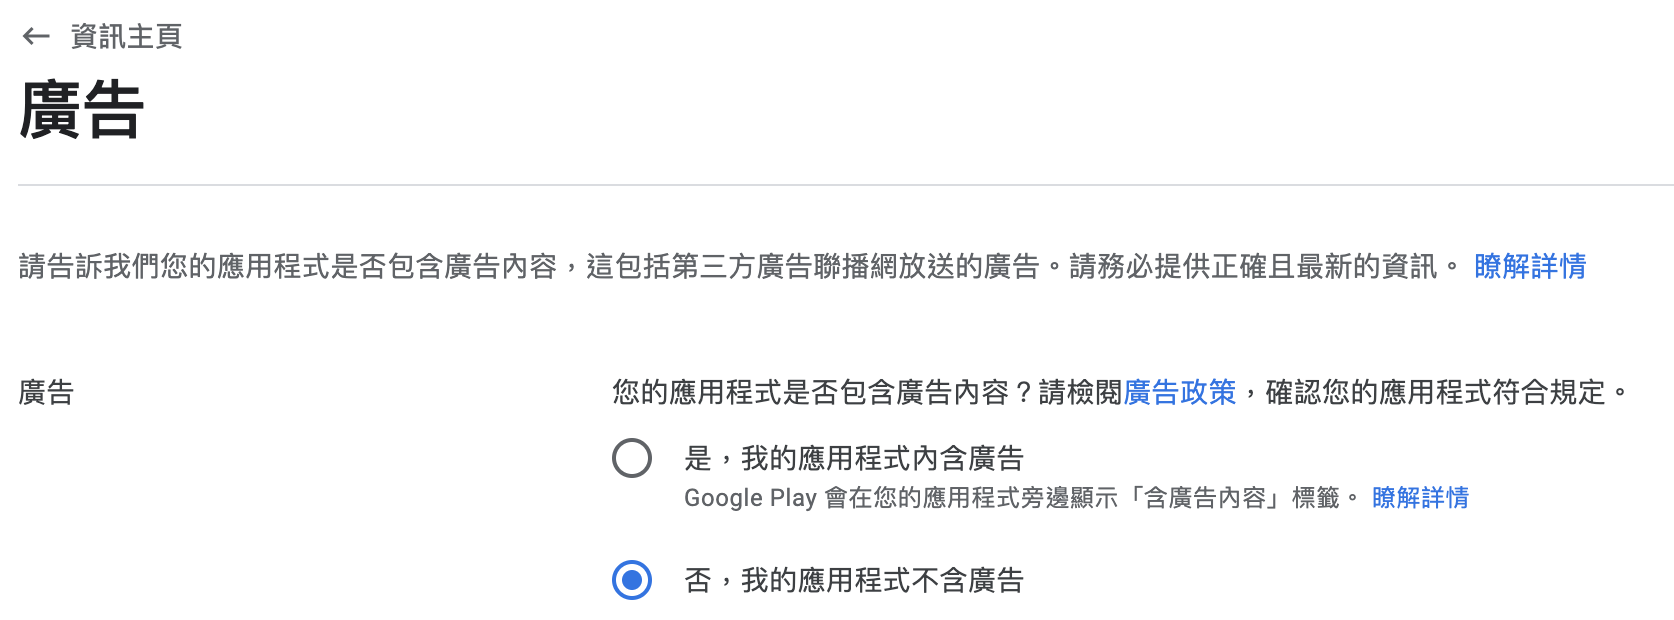 資訊主頁
廣告
請告訴我們您的應用程式是否包含廣告內容，這包括第三方廣告聯播網放送的廣告。請務必提供正確且最新的資訊。 瞭解詳情
廣告
您的應用程式是否包含廣告內容？請檢閱廣告政策，確認您的應用程式符合規定。
是，我的應用程式內含廣告
Google Play 會在您的應用程式旁邊顯示「含廣告內容」標籤。 瞭解詳情
否，我的應用程式不含廣告